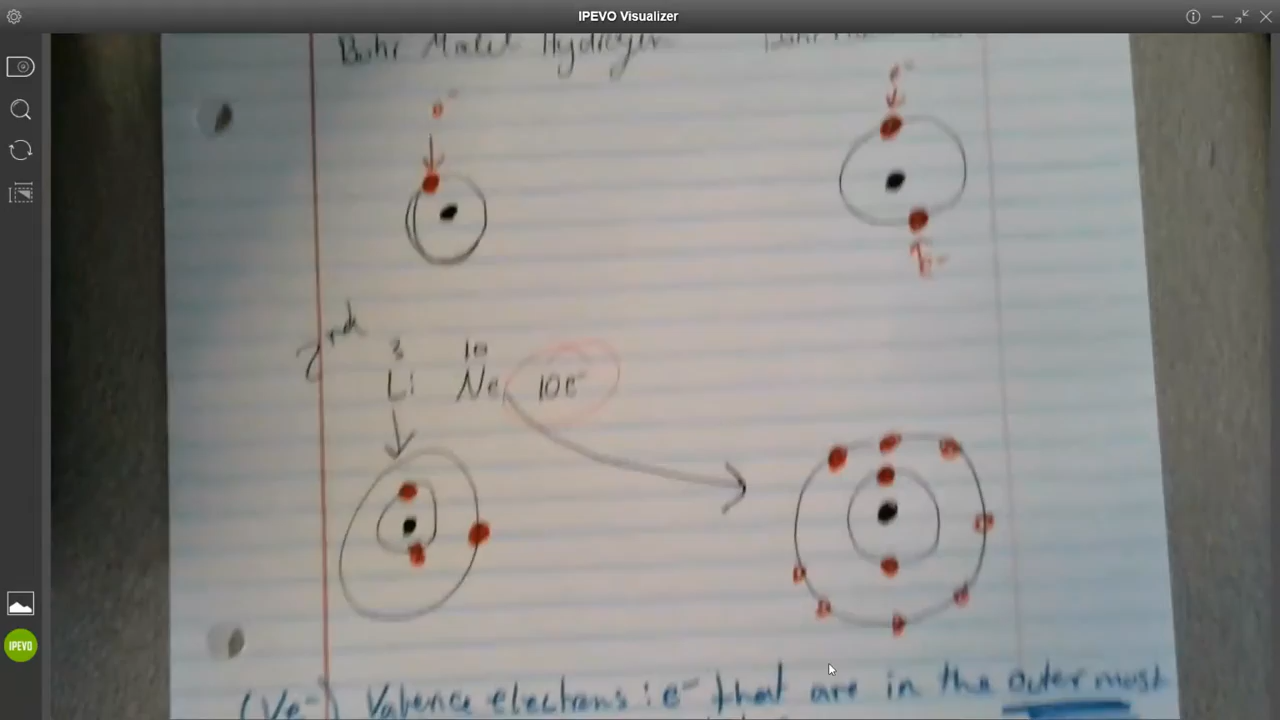 IPEVO Visualizer
Bohr Model Hydrogen
e⁻
e⁻
e⁻
2nd
3 10
Li Ne 10e⁻
IPEVO
(Ve⁻) Valence electrons : e⁻ that are in the outer most